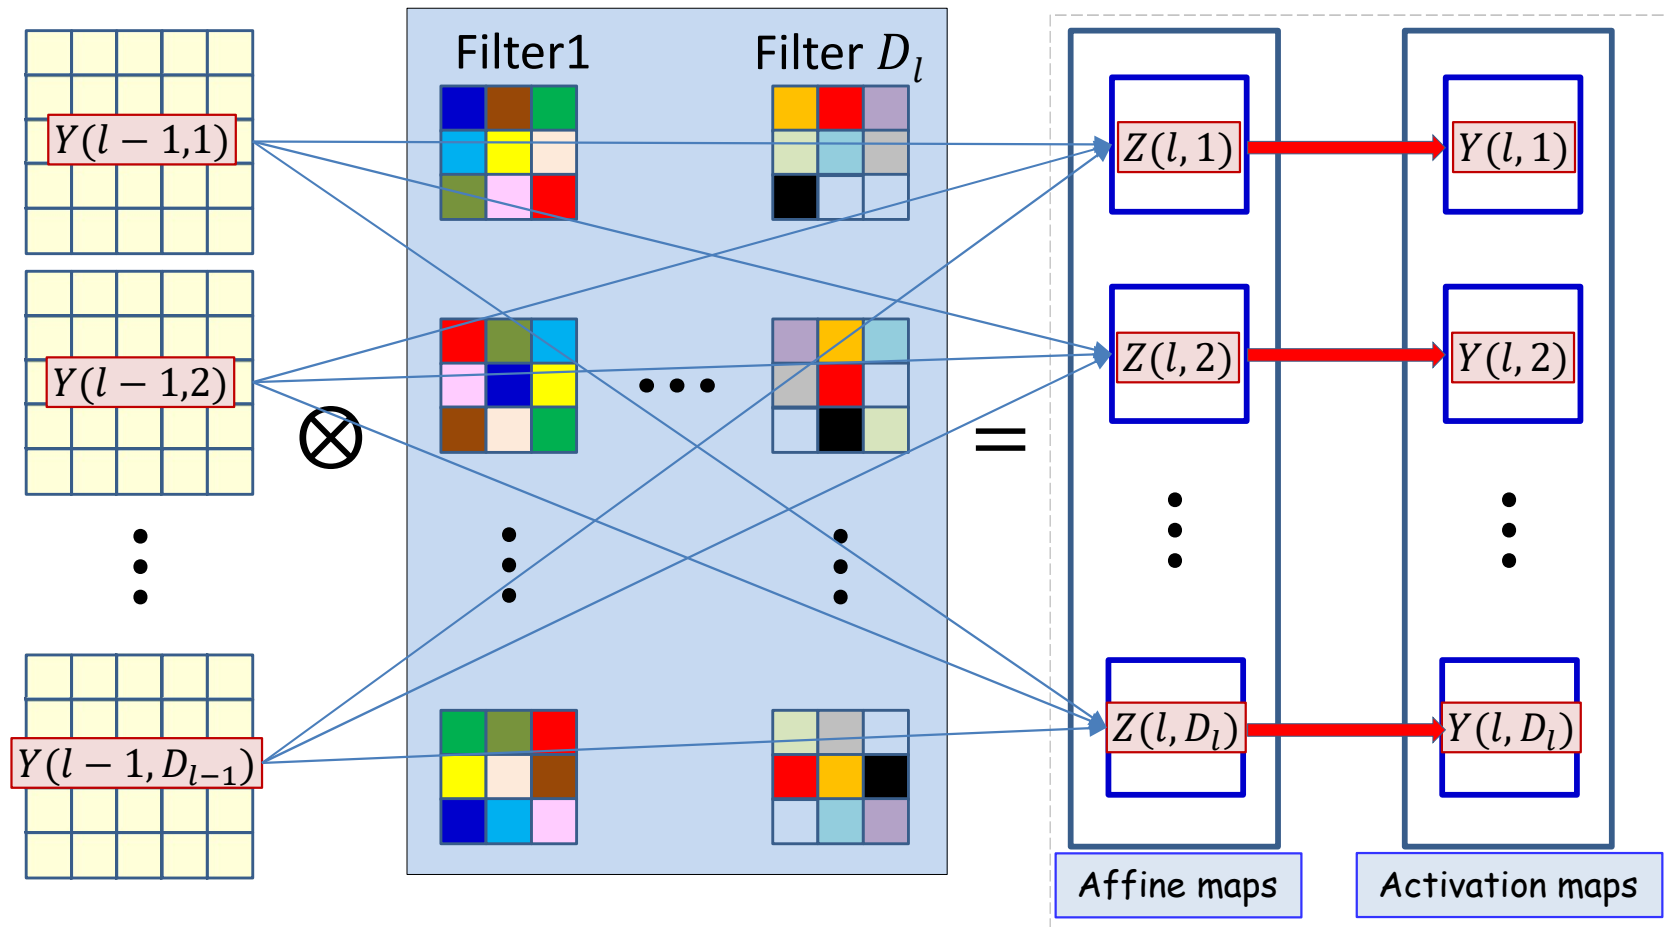 Filter1
Filter D_l
Y(l − 1,1)
Z(l, 1)
Y(l, 1)
Y(l − 1,2)
Z(l, 2)
Y(l, 2)
⊗
=
Y(l − 1, D_{l−1})
Z(l, D_l)
Y(l, D_l)
Affine maps
Activation maps